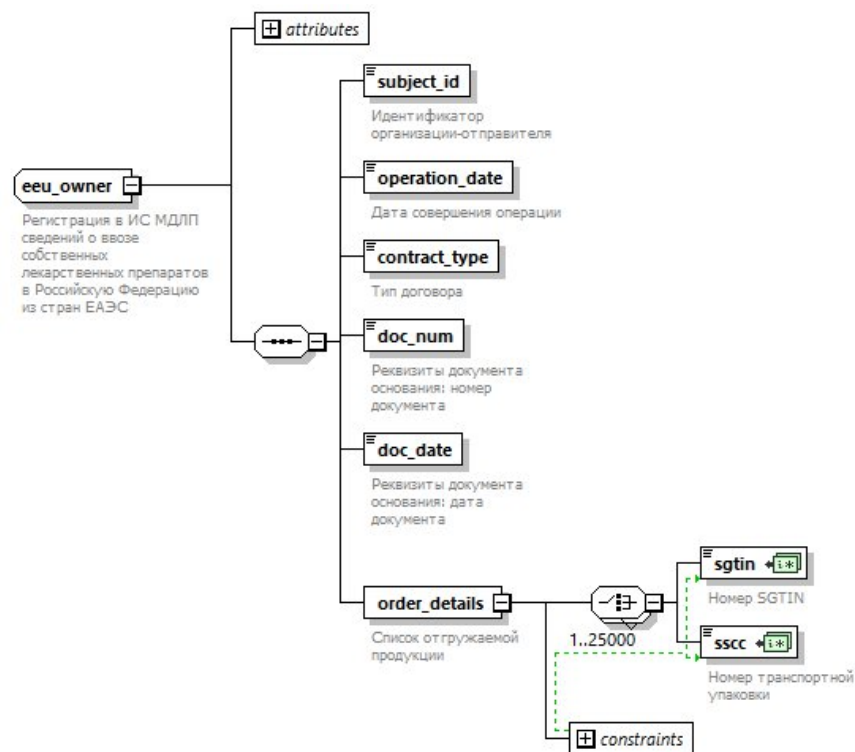 attributes
subject_id
Идентификатор
организации-отправителя
eeu_owner
Регистрация в ИС МДЛП
сведений о ввозе
собственных
лекарственных препаратов
в Российскую Федерацию
из стран ЕАЭС
operation_date
Дата совершения операции
contract_type
Тип договора
doc_num
Реквизиты документа
основания: номер
документа
doc_date
Реквизиты документа
основания: дата
документа
order_details
Список отгружаемой
продукции
1..25000
sgtin
Номер SGTIN
sscc
Номер транспортной
упаковки
constraints